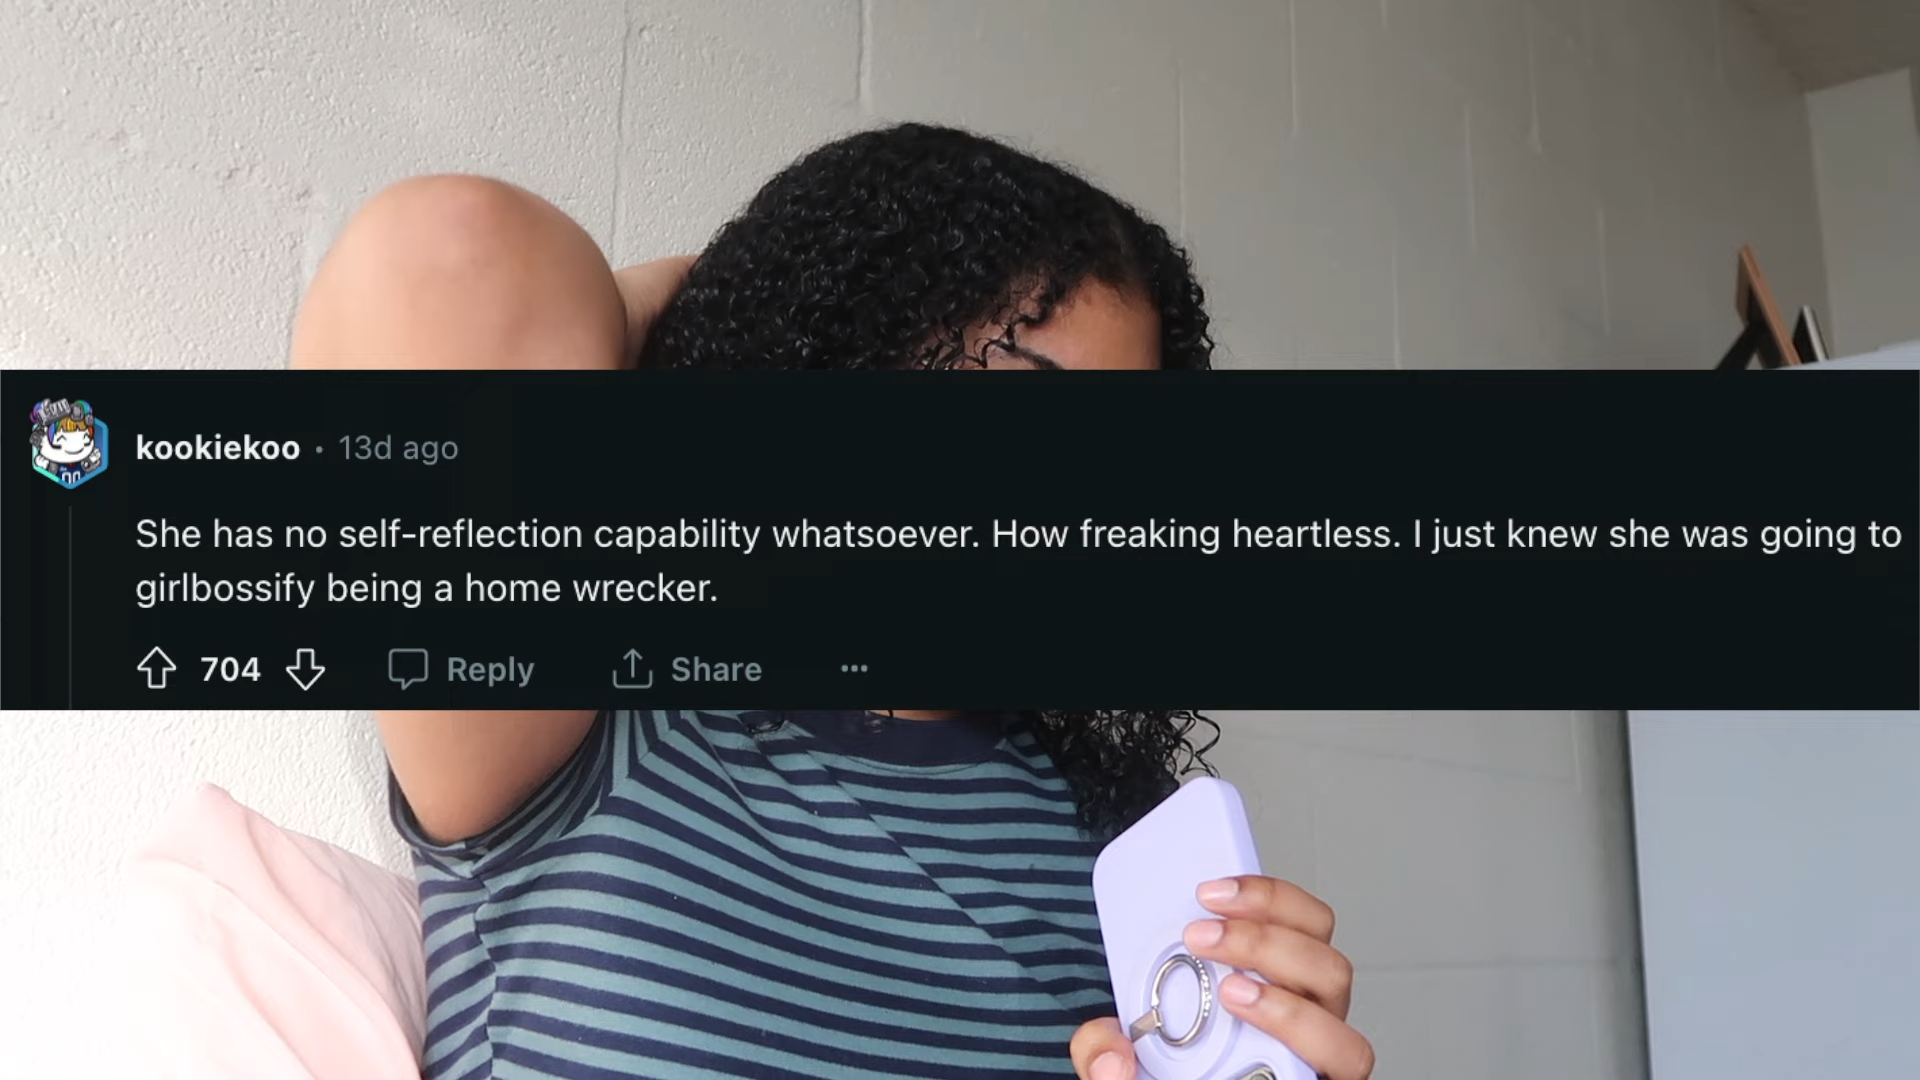 kookiekoo • 13d ago
She has no self-reflection capability whatsoever. How freaking heartless. I just knew she was going to
girlbossify being a home wrecker.
704 Reply Share ...